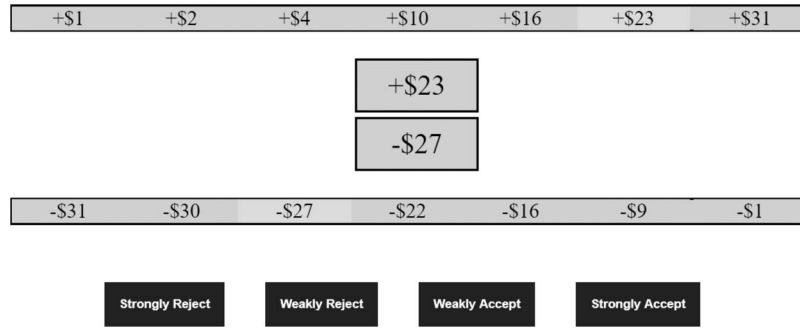 +$1 +$2 +$4 +$10 +$16 +$23 +$31
+$23
-$27
-$31 -$30 -$27 -$22 -$16 -$9 -$1
Strongly Reject Weakly Reject Weakly Accept Strongly Accept